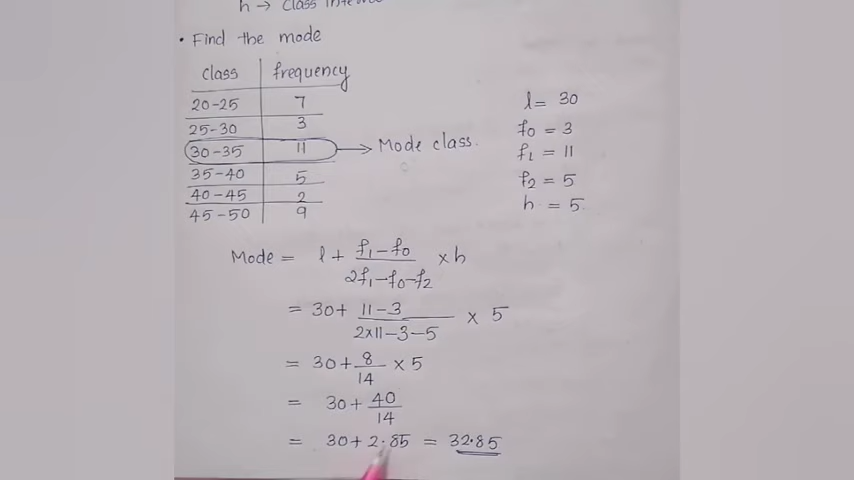 h → Class
• Find the mode
class frequency
20-25 7
25-30 3
30-35 11 → Mode class.
35-40 5
40-45 2
45-50 9
l = 30
f₀ = 3
f₁ = 11
f₂ = 5
h = 5
Mode = l + (f₁-f₀)/(2f₁-f₀-f₂) × h
= 30 + (11-3)/(2×11-3-5) × 5
= 30 + 8/14 × 5
= 30 + 40/14
= 30 + 2.85 = 32.85